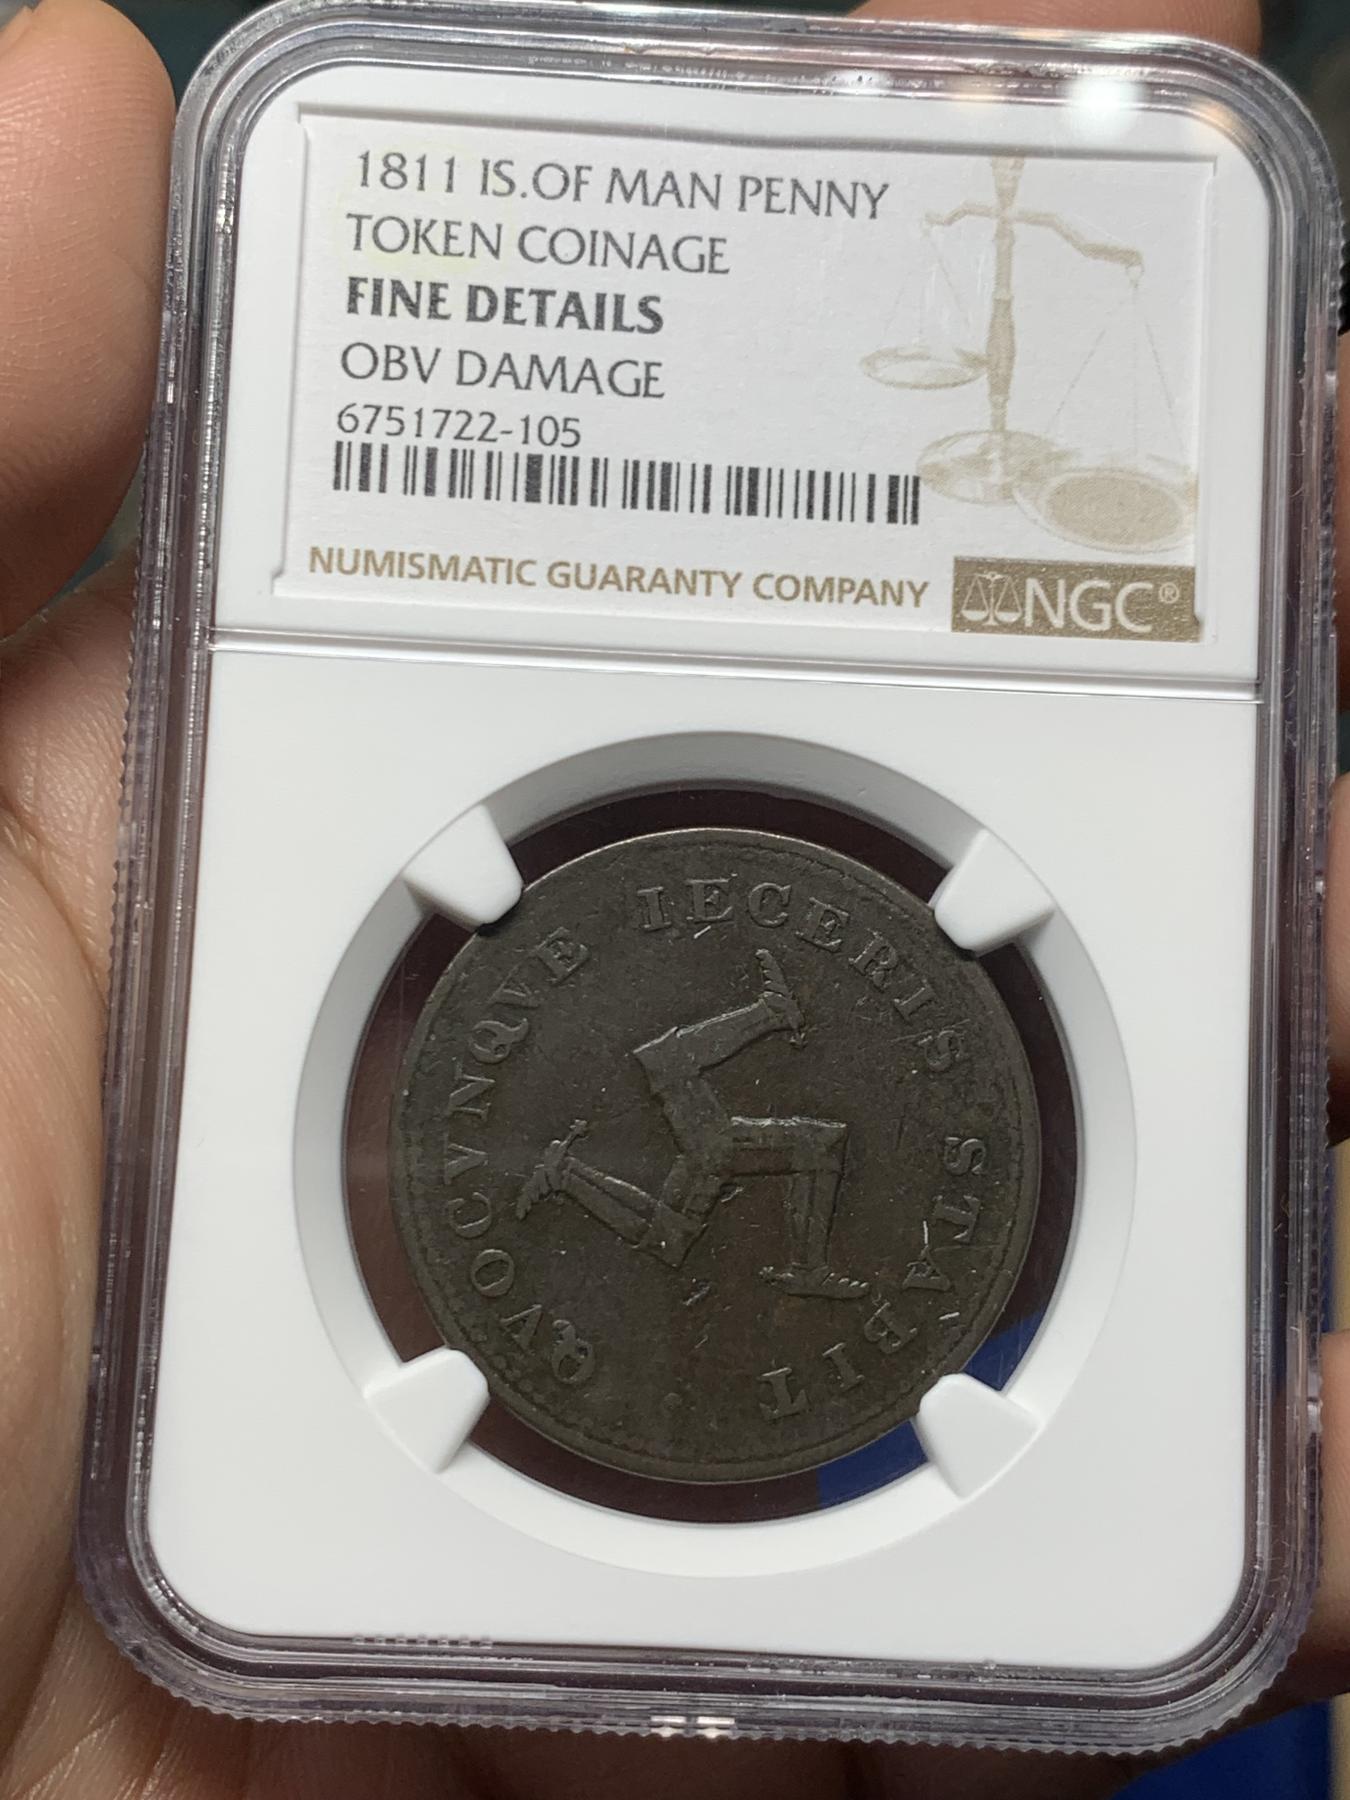 1811 IS.OF MAN PENNY
TOKEN COINAGE
FINE DETAILS
OBV DAMAGE
6751722-105
NUMISMATIC GUARANTY COMPANY
NGC®
QVOCVNQVE IECERIS STABIT